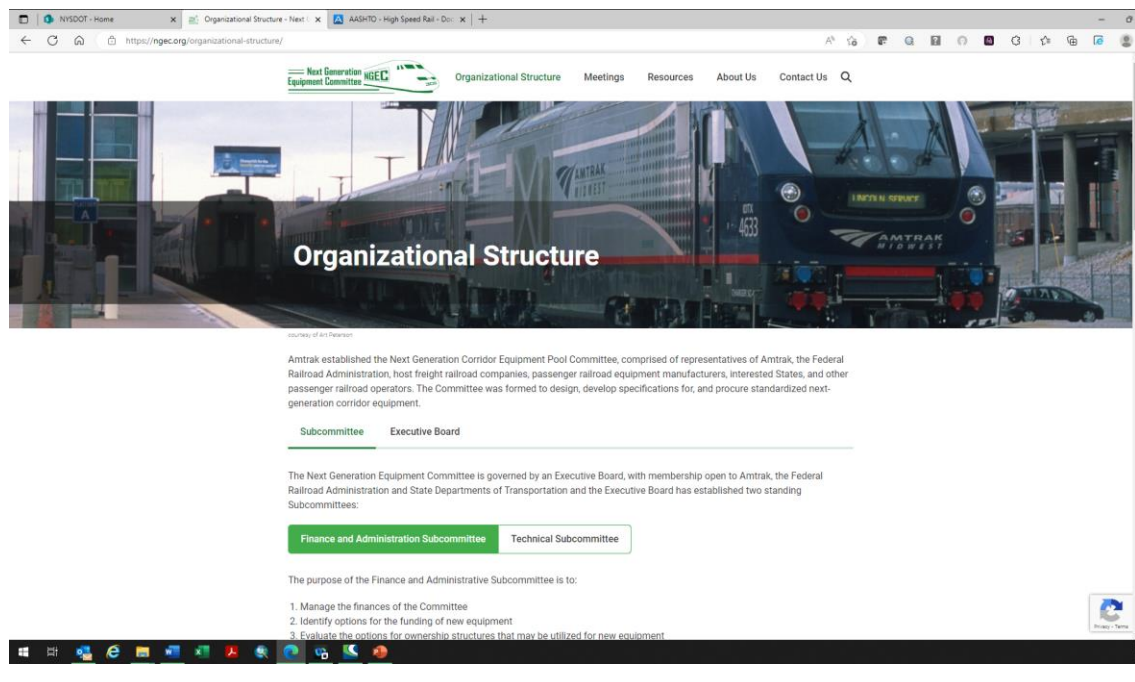 NYSDOT - Home
Organizational Structure - Next
AASHTO - High Speed Rail - Do
https://ngec.org/organizational-structure/
Next Generation
Equipment Committee
NGEC
Organizational Structure
Meetings
Resources
About Us
Contact Us
A
AMTRAK
MIDWEST
4633
LINCOLN SERVICE
AMTRAK
MIDWEST
Organizational Structure
courtesy of Art Peterson
Amtrak established the Next Generation Corridor Equipment Pool Committee, comprised of representatives of Amtrak, the Federal
Railroad Administration, host freight railroad companies, passenger railroad equipment manufacturers, interested States, and other
passenger railroad operators. The Committee was formed to design, develop specifications for, and procure standardized next-
generation corridor equipment.
Subcommittee
Executive Board
The Next Generation Equipment Committee is governed by an Executive Board, with membership open to Amtrak, the Federal
Railroad Administration and State Departments of Transportation and the Executive Board has established two standing
Subcommittees:
Finance and Administration Subcommittee
Technical Subcommittee
The purpose of the Finance and Administrative Subcommittee is to:
1. Manage the finances of the Committee
2. Identify options for the funding of new equipment
3. Evaluate the options for ownership structures that may be utilized for new equipment
Privacy - Terms